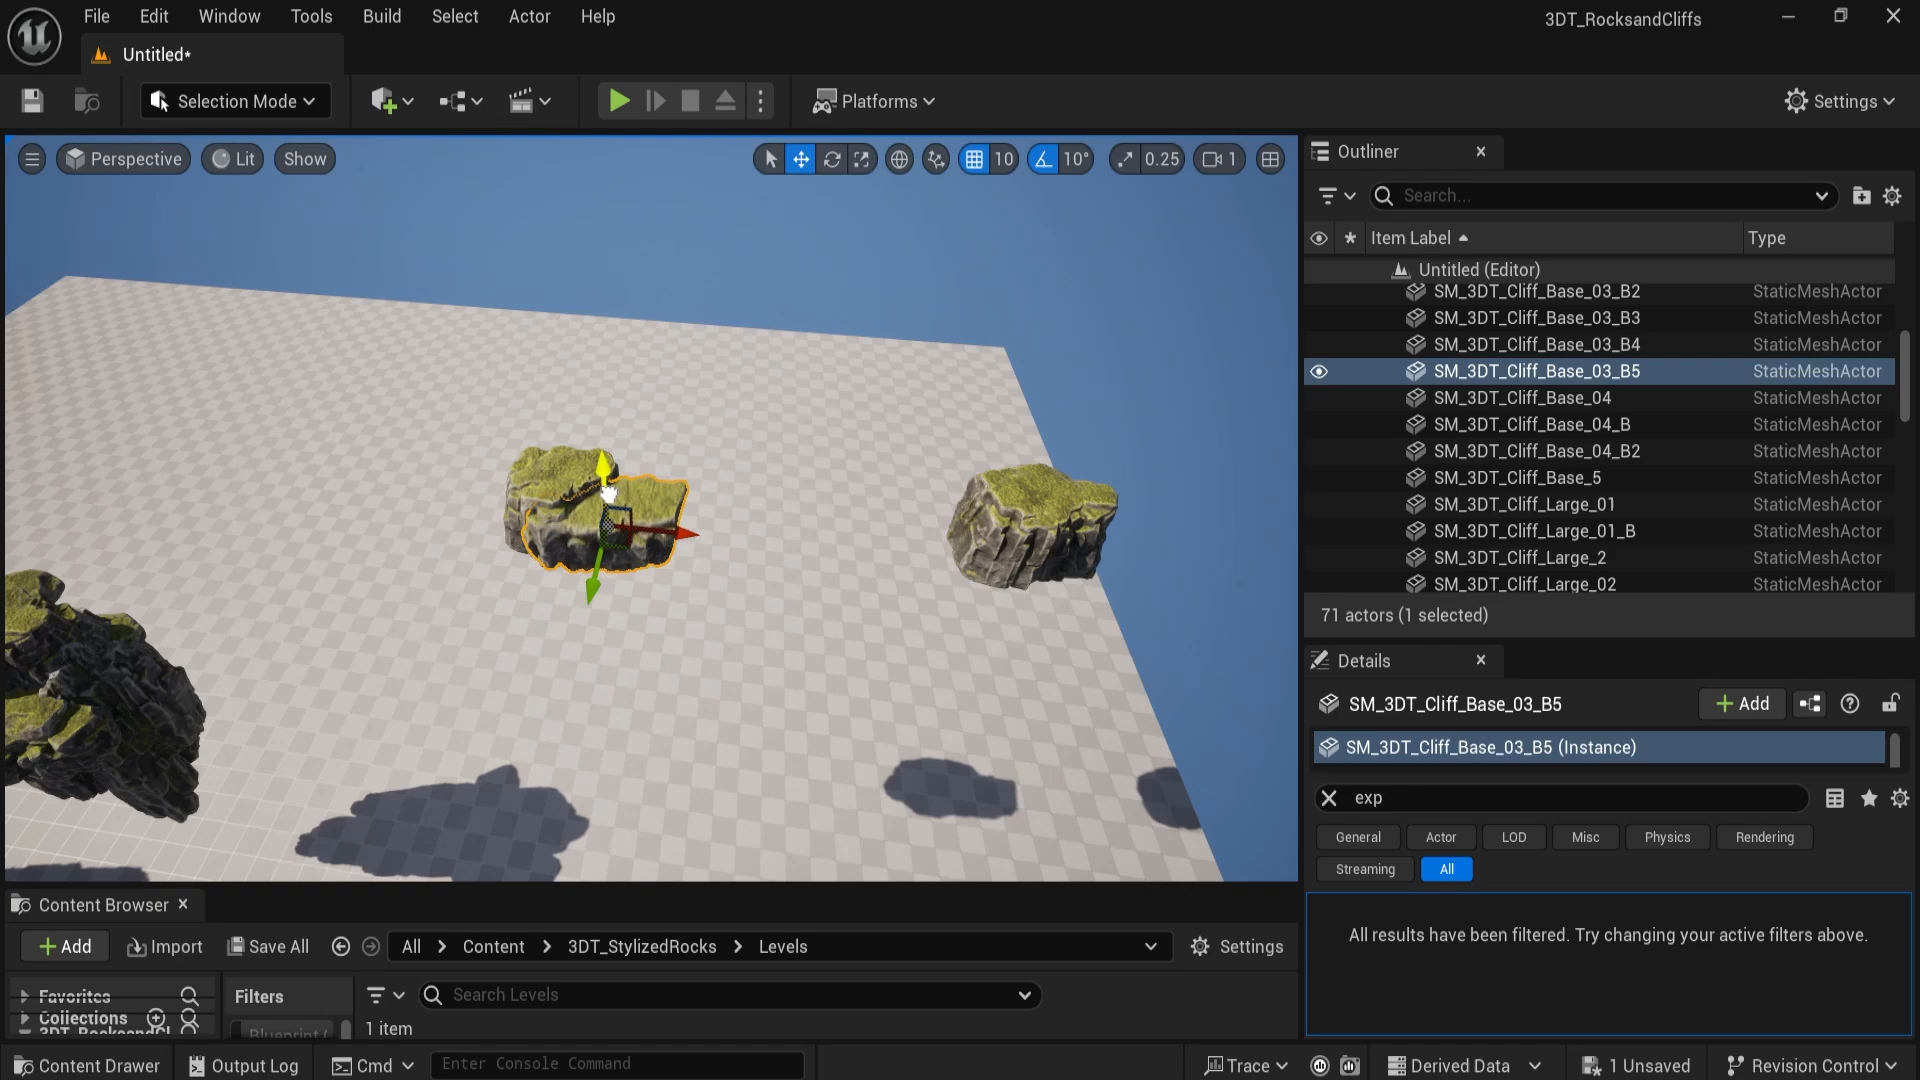 File Edit Window Tools Build Select Actor Help
3DT_RocksandCliffs
Untitled*
Selection Mode
Platforms
Settings
Perspective Lit Show
10 10° 0.25 1
Outliner
Search...
Item Label Type
Untitled (Editor)
SM_3DT_Cliff_Base_03_B2 StaticMeshActor
SM_3DT_Cliff_Base_03_B3 StaticMeshActor
SM_3DT_Cliff_Base_03_B4 StaticMeshActor
SM_3DT_Cliff_Base_03_B5 StaticMeshActor
SM_3DT_Cliff_Base_04 StaticMeshActor
SM_3DT_Cliff_Base_04_B StaticMeshActor
SM_3DT_Cliff_Base_04_B2 StaticMeshActor
SM_3DT_Cliff_Base_5 StaticMeshActor
SM_3DT_Cliff_Large_01 StaticMeshActor
SM_3DT_Cliff_Large_01_B StaticMeshActor
SM_3DT_Cliff_Large_2 StaticMeshActor
SM_3DT_Cliff_Large_02 StaticMeshActor
71 actors (1 selected)
Details
SM_3DT_Cliff_Base_03_B5
Add
SM_3DT_Cliff_Base_03_B5 (Instance)
exp
General Actor LOD Misc Physics Rendering
Streaming All
All results have been filtered. Try changing your active filters above.
Content Browser
Add Import Save All All Content 3DT_StylizedRocks Levels Settings
Favorites
Collections
Filters
Search Levels
1 item
Content Drawer Output Log Cmd Enter Console Command Trace Derived Data 1 Unsaved Revision Control